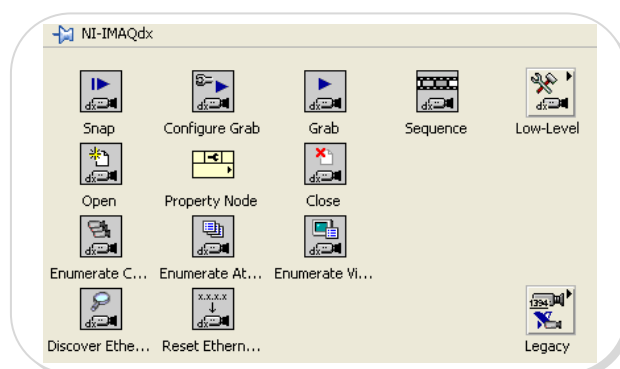 NI-IMAQdx
Snap Configure Grab Grab Sequence Low-Level
Open Property Node Close
Enumerate C... Enumerate At... Enumerate Vi...
x.x.x.x
1394
Discover Ethe... Reset Ethern... Legacy